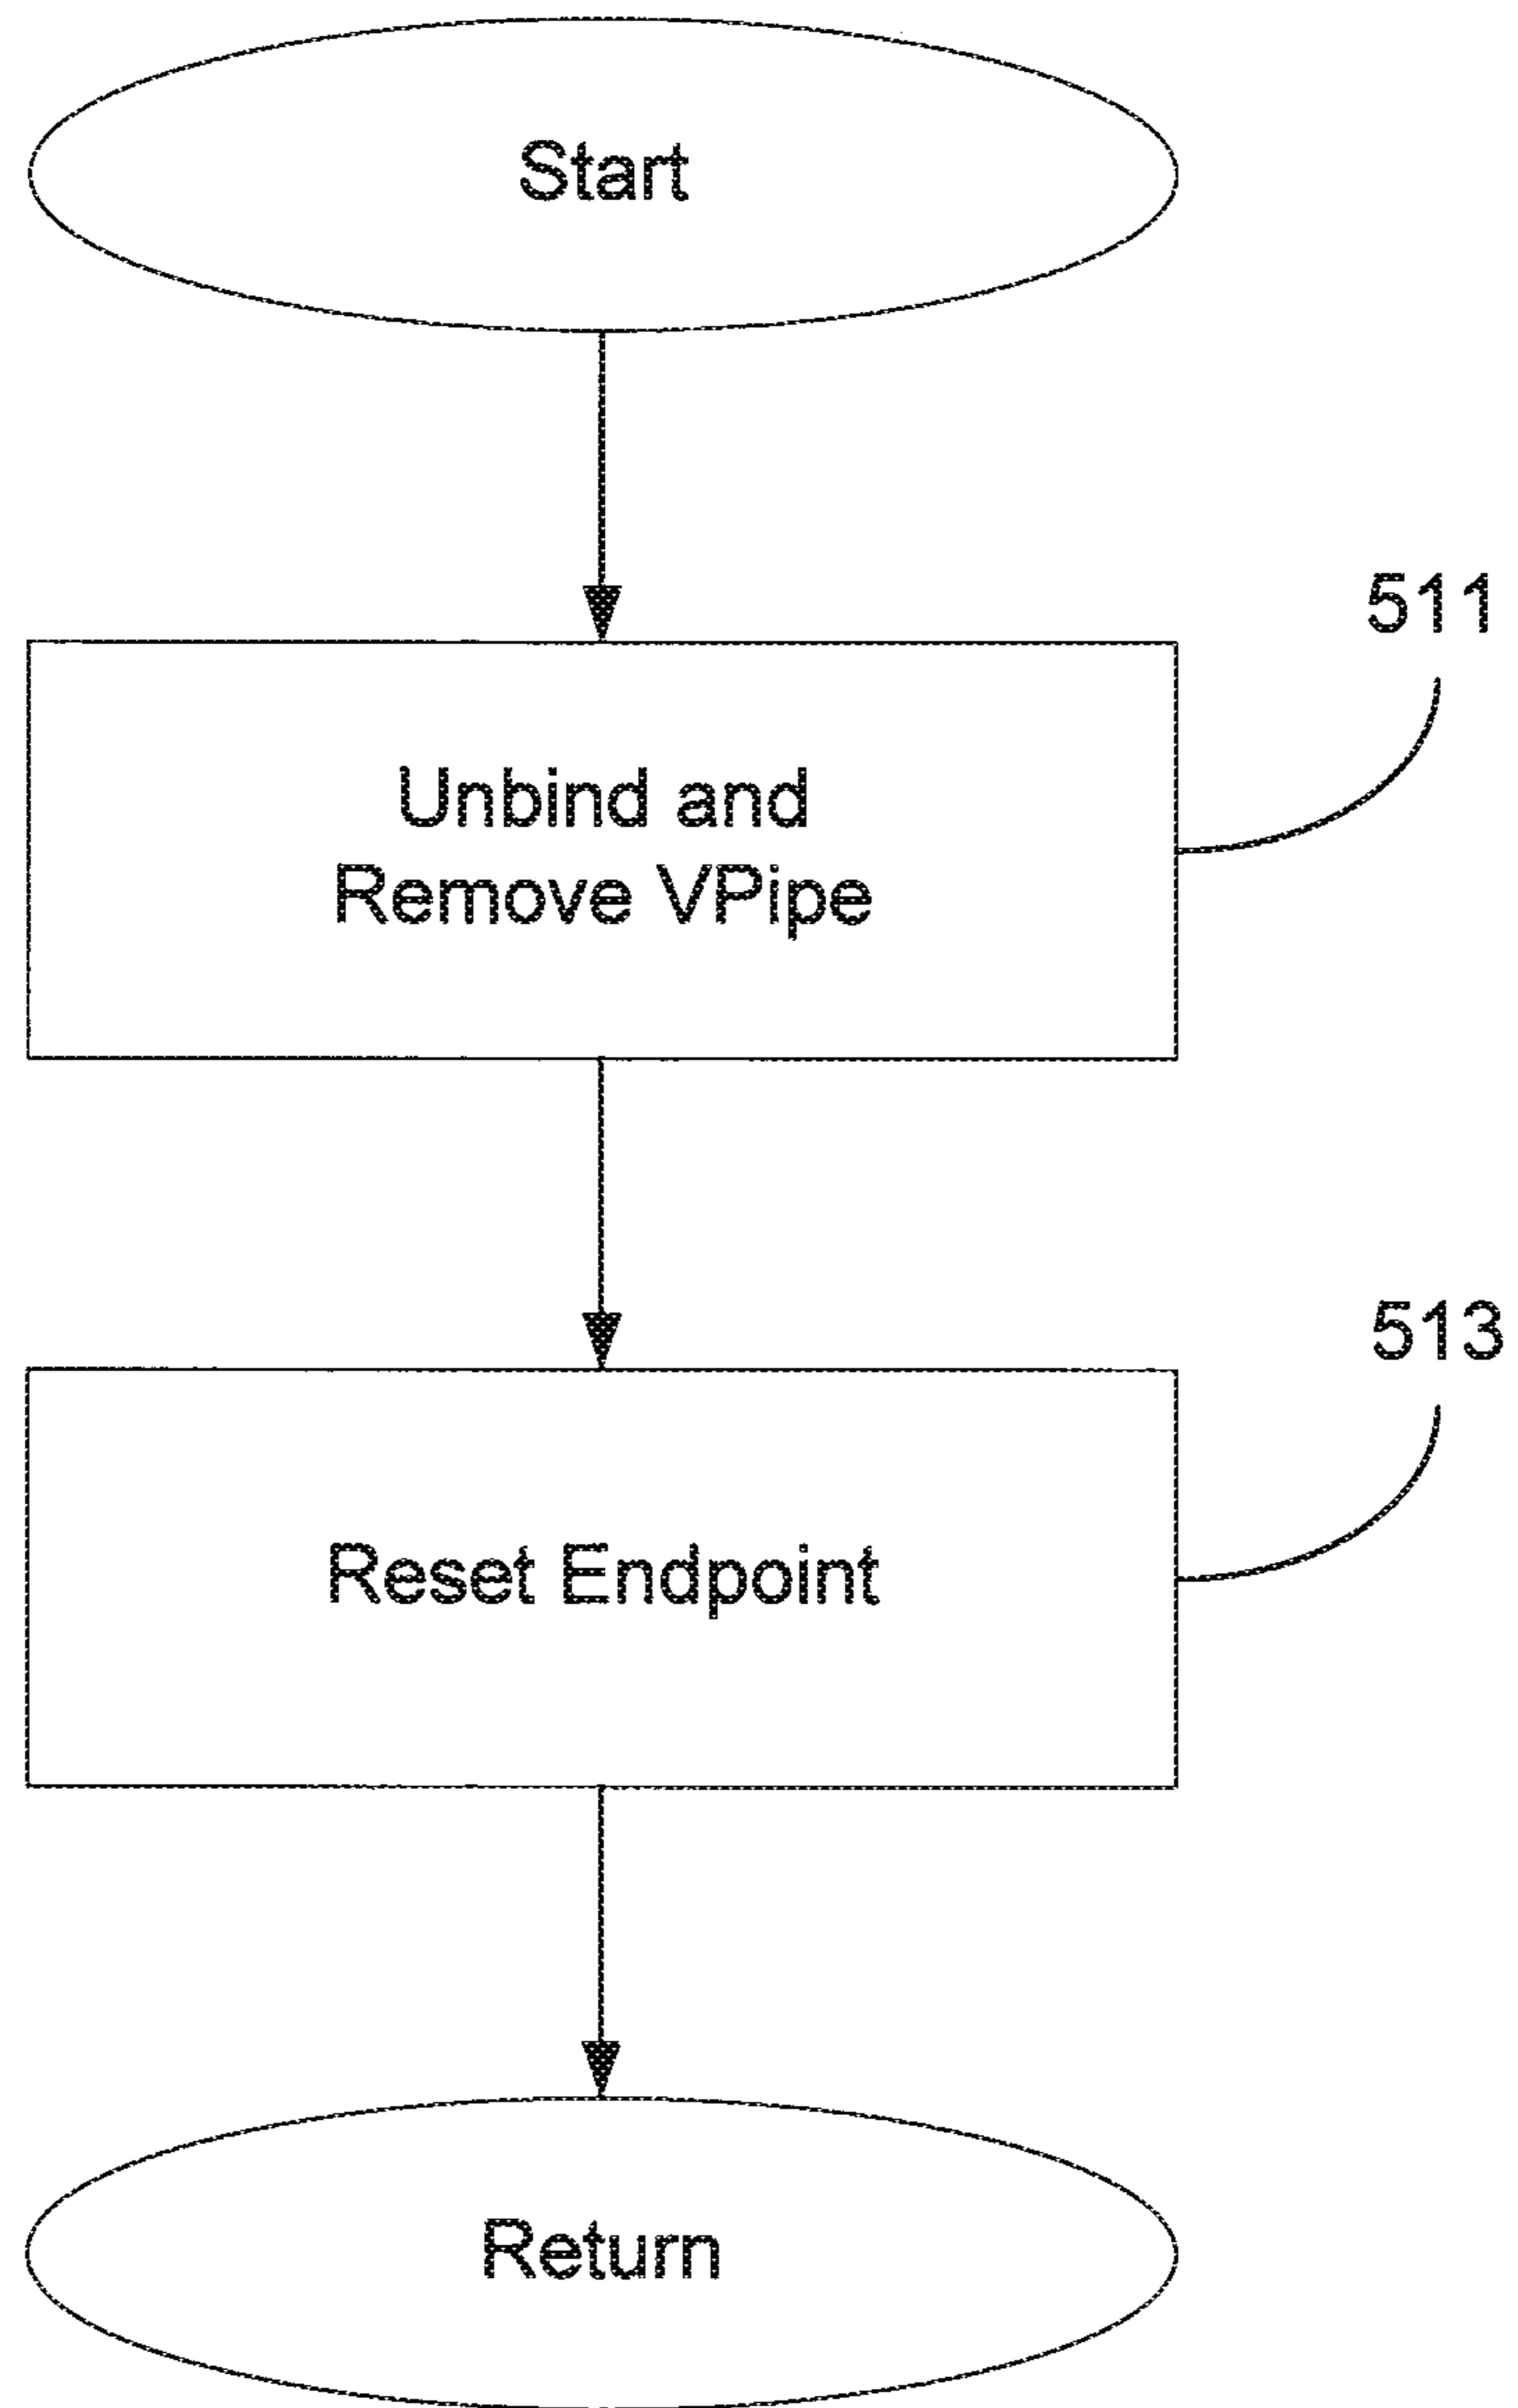 Start
511
Unbind and
Remove VPipe
513
Reset Endpoint
Return